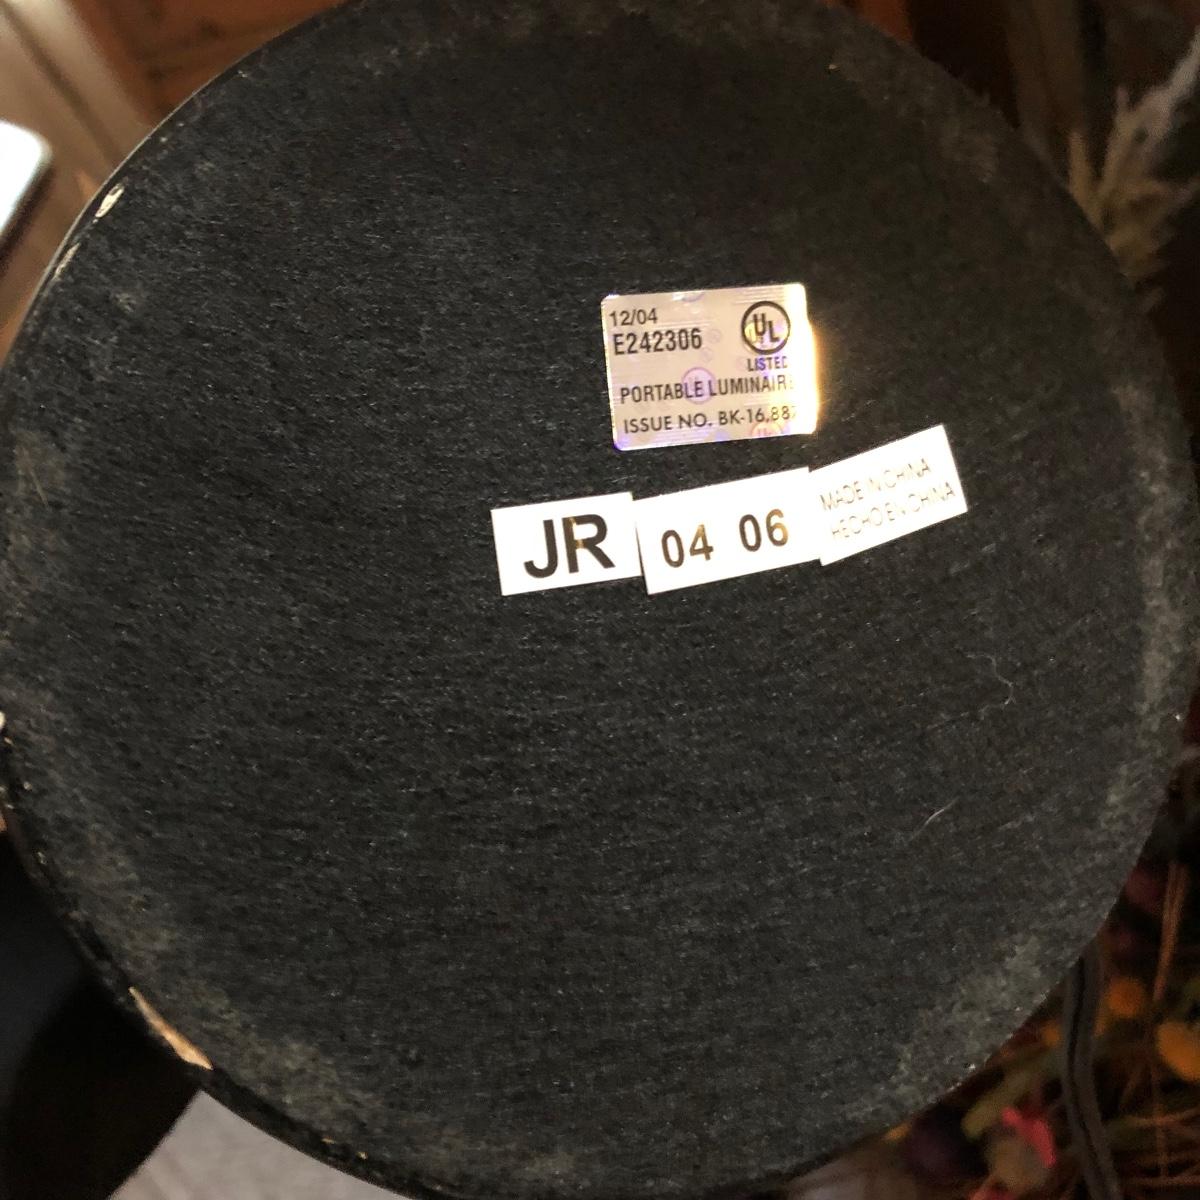 12/04
E242306
UL
LISTED
PORTABLE LUMINAIRE
ISSUE NO. BK-16,887
JR
04 06
MADE IN CHINA
HECHO EN CHINA